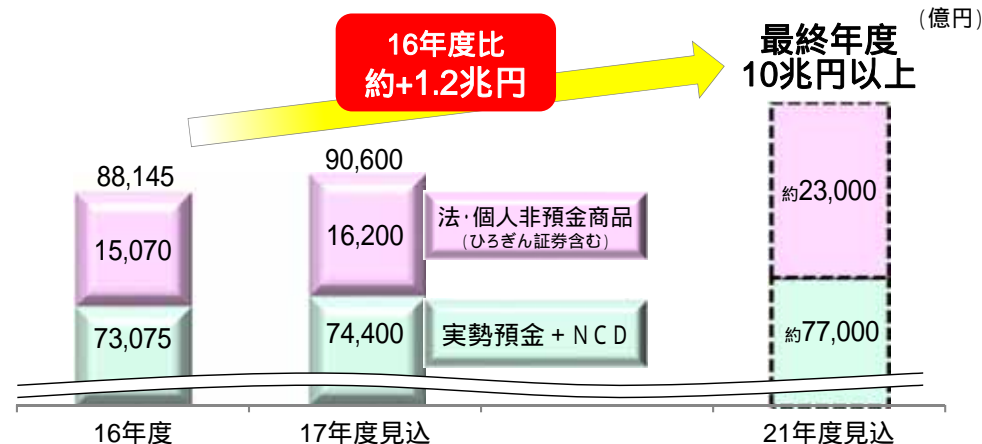 (億円)
16年度比
約+1.2兆円
最終年度
10兆円以上
88,145
90,600
15,070
16,200
法・個人非預金商品
(ひろぎん証券含む)
約23,000
73,075
74,400
実勢預金+NCD
約77,000
16年度
17年度見込
21年度見込